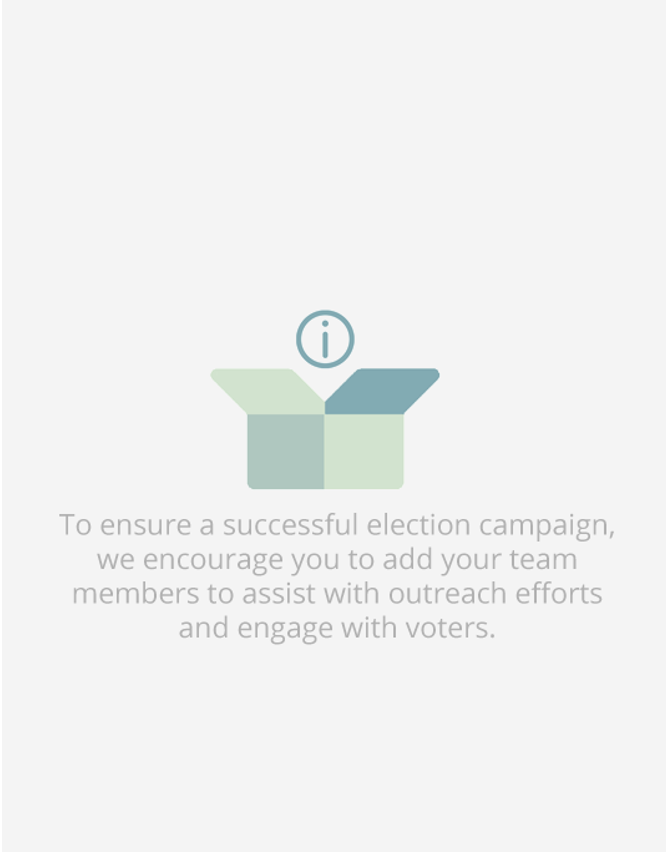 To ensure a successful election campaign,
we encourage you to add your team
members to assist with outreach efforts
and engage with voters.